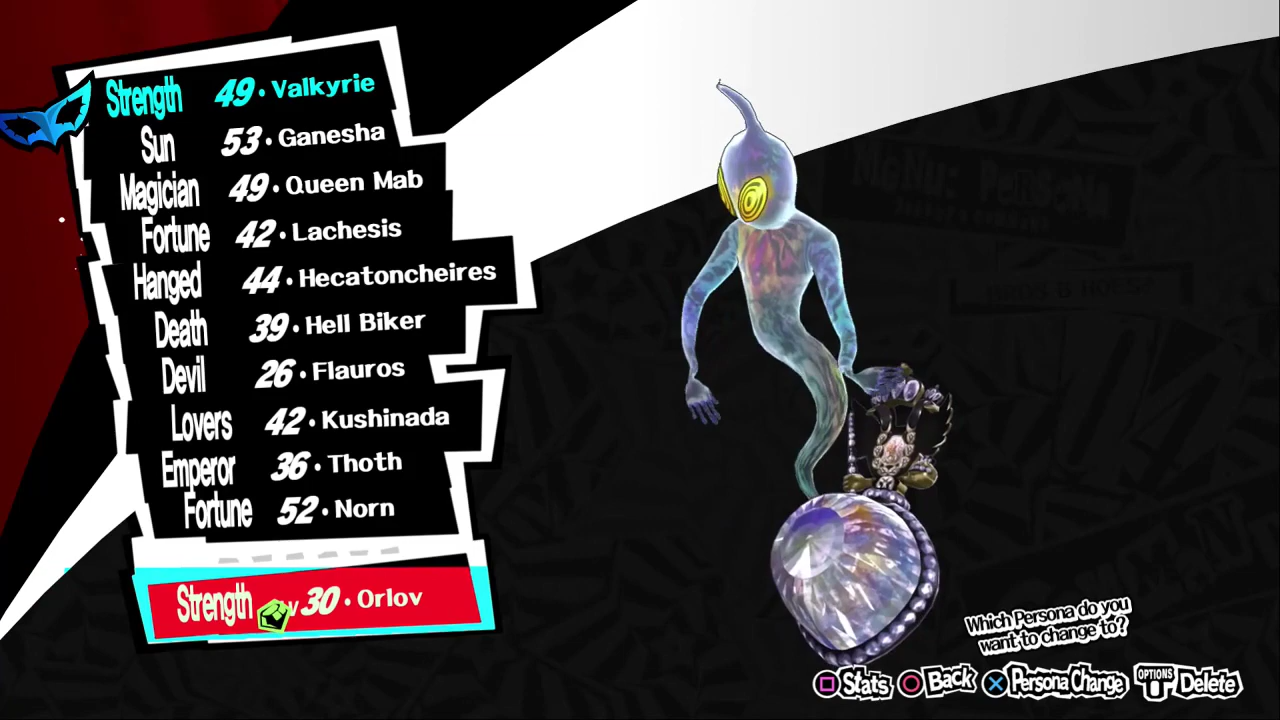 Strength 49・Valkyrie
Sun 53・Ganesha
Magician 49・Queen Mab
Fortune 42・Lachesis
Hanged 44・Hecatoncheires
Death 39・Hell Biker
Devil 26・Flauros
Lovers 42・Kushinada
Emperor 36・Thoth
Fortune 52・Norn
Strength 30・Orlov
MENU: PERSONA
Which Persona do you
want to change to?
Stats Back Persona Change OPTIONS Delete